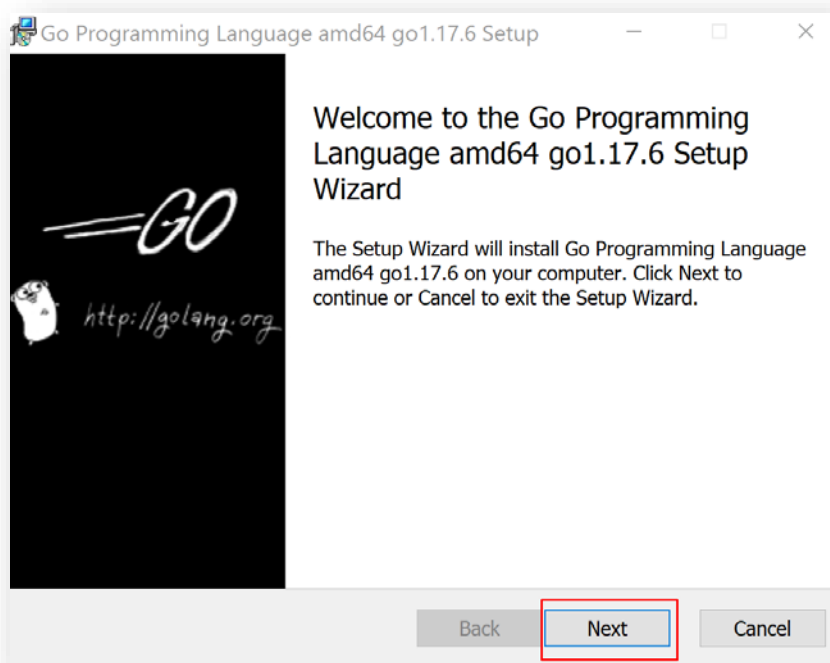 Go Programming Language amd64 go1.17.6 Setup
Welcome to the Go Programming
Language amd64 go1.17.6 Setup
Wizard
The Setup Wizard will install Go Programming Language
amd64 go1.17.6 on your computer. Click Next to
continue or Cancel to exit the Setup Wizard.
GO
http://golang.org
Back
Next
Cancel